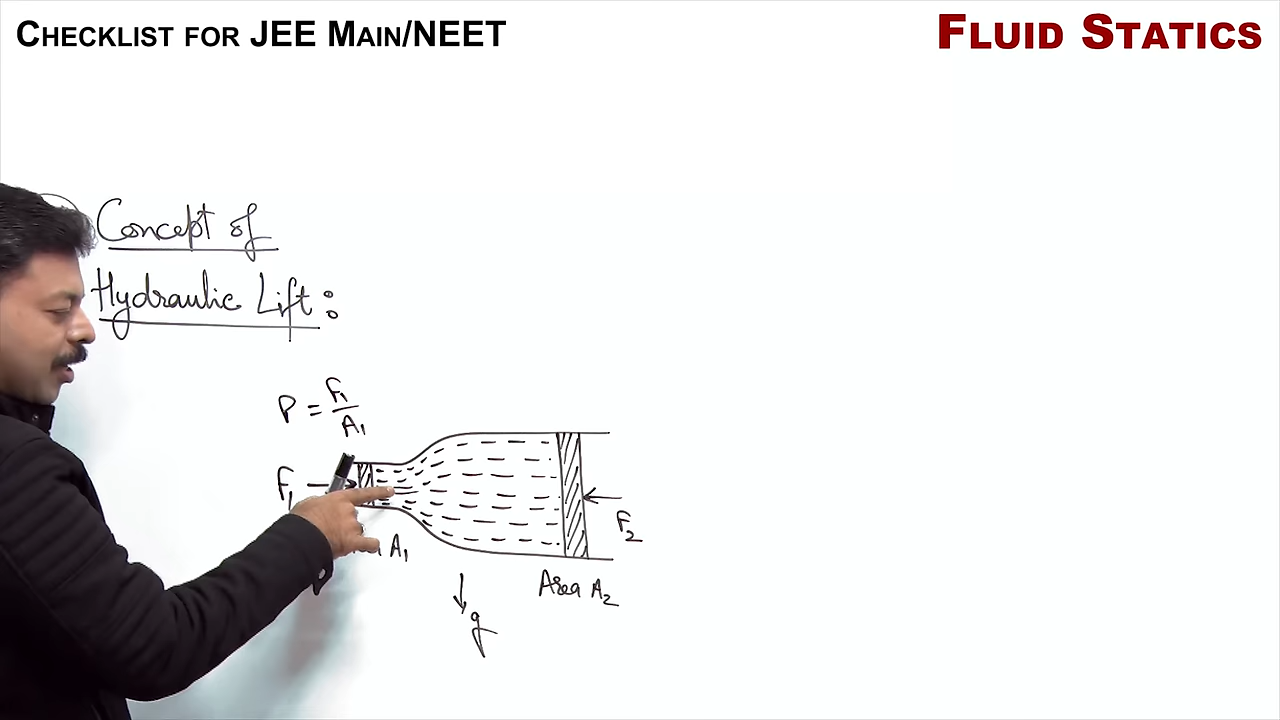 CHECKLIST FOR JEE MAIN/NEET
FLUID STATICS
Concept of
Hydraulic Lift:
P = F₁/A₁
F₁
A₁
F₂
Area A₂
g